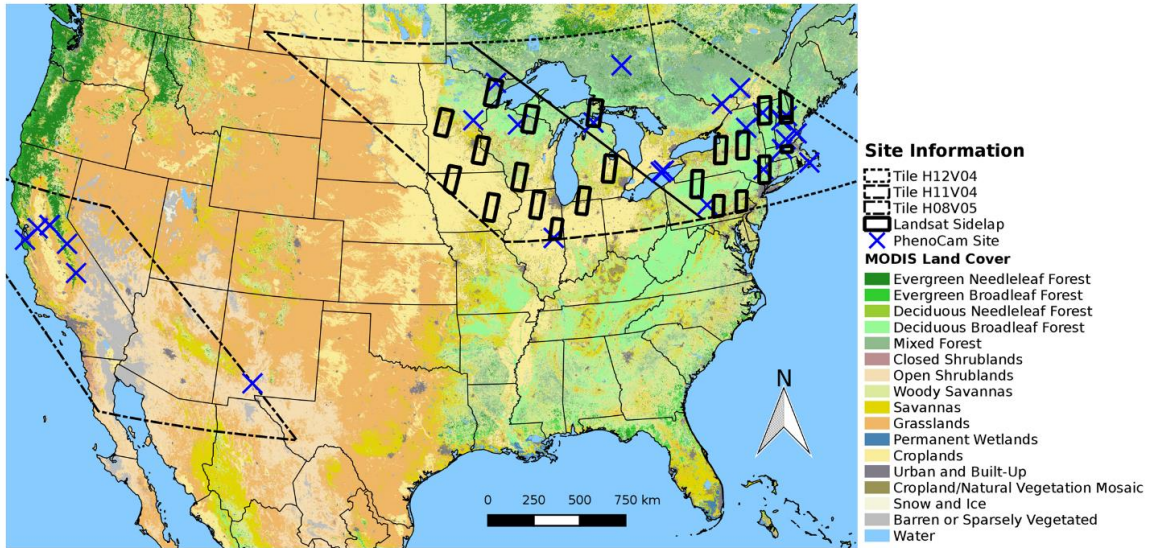 N
0 250 500 750 km
Site Information
Tile H12V04
Tile H11V04
Tile H08V05
Landsat Sidelap
PhenoCam Site
MODIS Land Cover
Evergreen Needleleaf Forest
Evergreen Broadleaf Forest
Deciduous Needleleaf Forest
Deciduous Broadleaf Forest
Mixed Forest
Closed Shrublands
Open Shrublands
Woody Savannas
Savannas
Grasslands
Permanent Wetlands
Croplands
Urban and Built-Up
Cropland/Natural Vegetation Mosaic
Snow and Ice
Barren or Sparsely Vegetated
Water